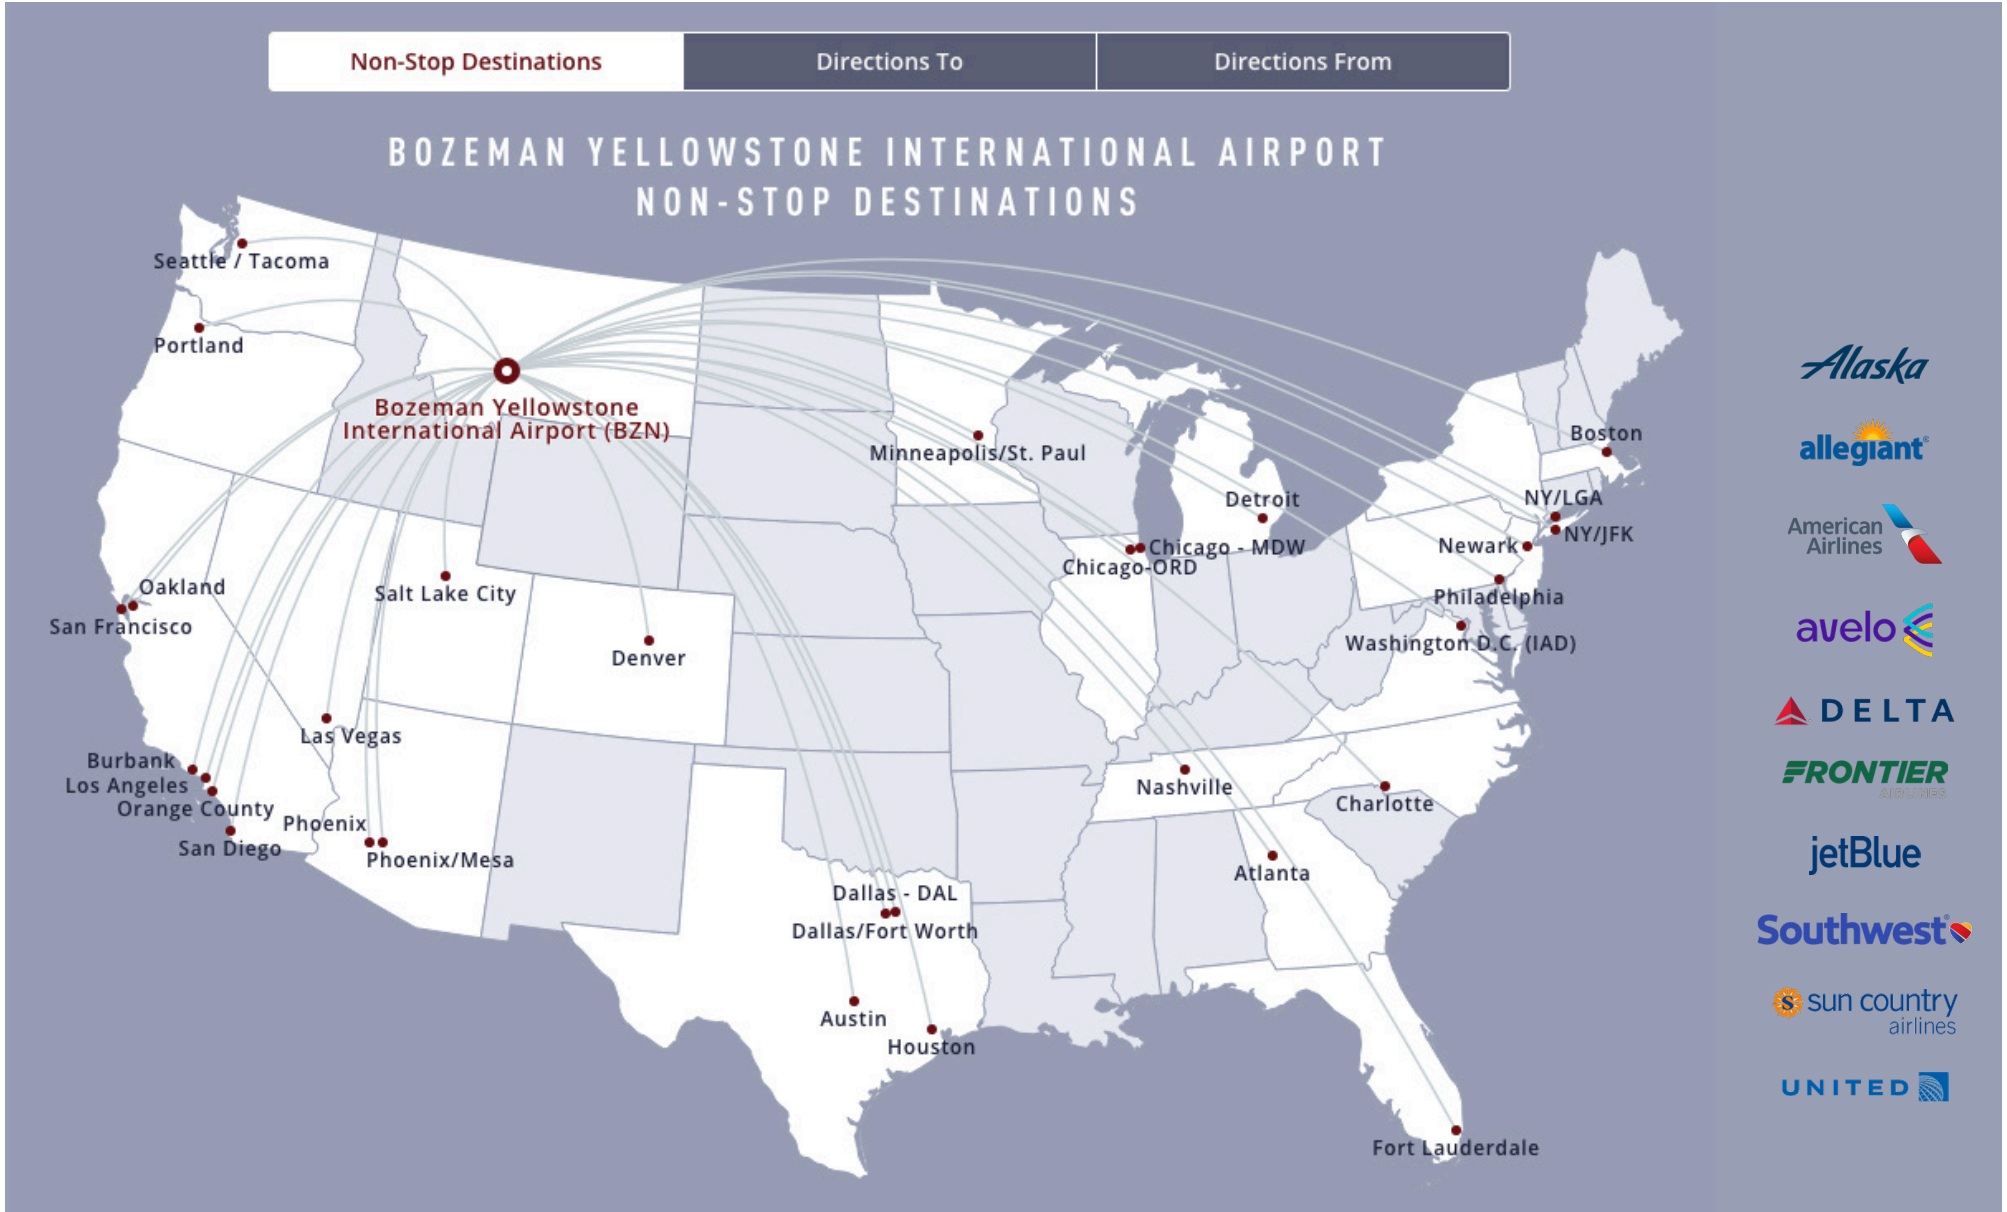 Non-Stop Destinations
Directions To
Directions From
BOZEMAN YELLOWSTONE INTERNATIONAL AIRPORT
NON-STOP DESTINATIONS
Seattle / Tacoma
Portland
Bozeman Yellowstone
International Airport (BZN)
Minneapolis/St. Paul
Boston
Detroit
NY/LGA
NY/JFK
Newark
Chicago - MDW
Chicago-ORD
Philadelphia
Washington D.C. (IAD)
Oakland
San Francisco
Salt Lake City
Denver
Las Vegas
Burbank
Los Angeles
Orange County
San Diego
Phoenix
Phoenix/Mesa
Nashville
Charlotte
Atlanta
Dallas - DAL
Dallas/Fort Worth
Austin
Houston
Fort Lauderdale
Alaska
allegiant
American
Airlines
avelo
DELTA
FRONTIER
AIRLINES
jetBlue
Southwest
sun country
airlines
UNITED